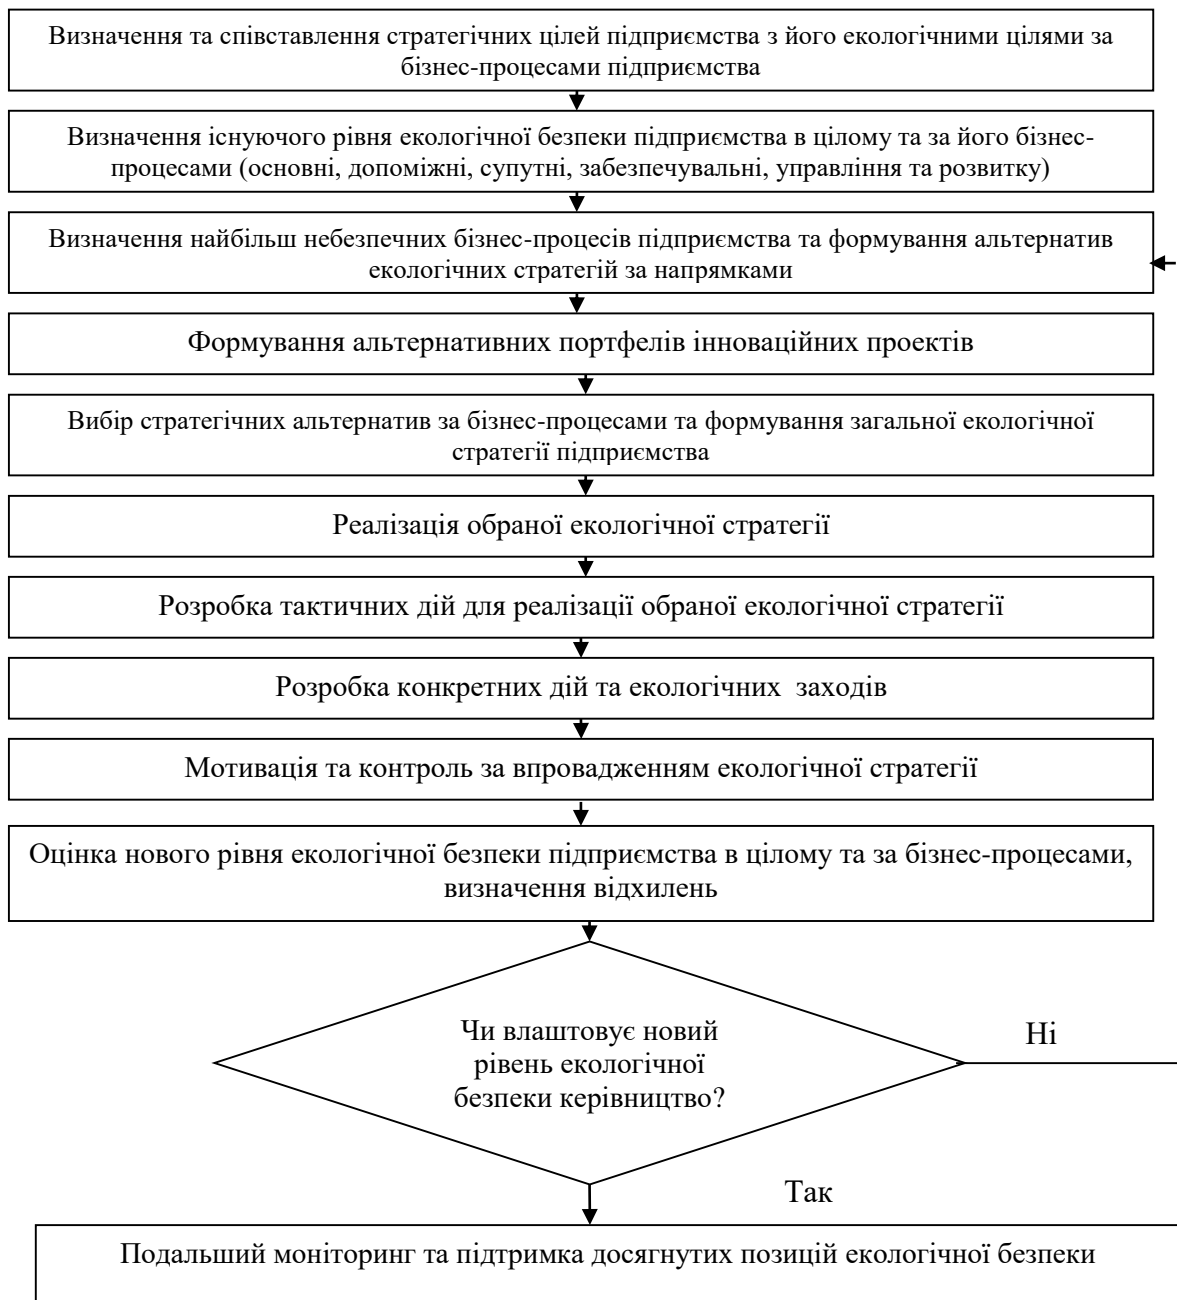 Визначення та співставлення стратегічних цілей підприємства з його екологічними цілями за
бізнес-процесами підприємства
Визначення існуючого рівня екологічної безпеки підприємства в цілому та за його бізнес-
процесами (основні, допоміжні, супутні, забезпечувальні, управління та розвитку)
Визначення найбільш небезпечних бізнес-процесів підприємства та формування альтернатив
екологічних стратегій за напрямками
Формування альтернативних портфелів інноваційних проектів
Вибір стратегічних альтернатив за бізнес-процесами та формування загальної екологічної
стратегії підприємства
Реалізація обраної екологічної стратегії
Розробка тактичних дій для реалізації обраної екологічної стратегії
Розробка конкретних дій та екологічних  заходів
Мотивація та контроль за впровадженням екологічної стратегії
Оцінка нового рівня екологічної безпеки підприємства в цілому та за бізнес-процесами,
визначення відхилень
Чи влаштовує новий
рівень екологічної
безпеки керівництво?
Ні
Так
Подальший моніторинг та підтримка досягнутих позицій екологічної безпеки